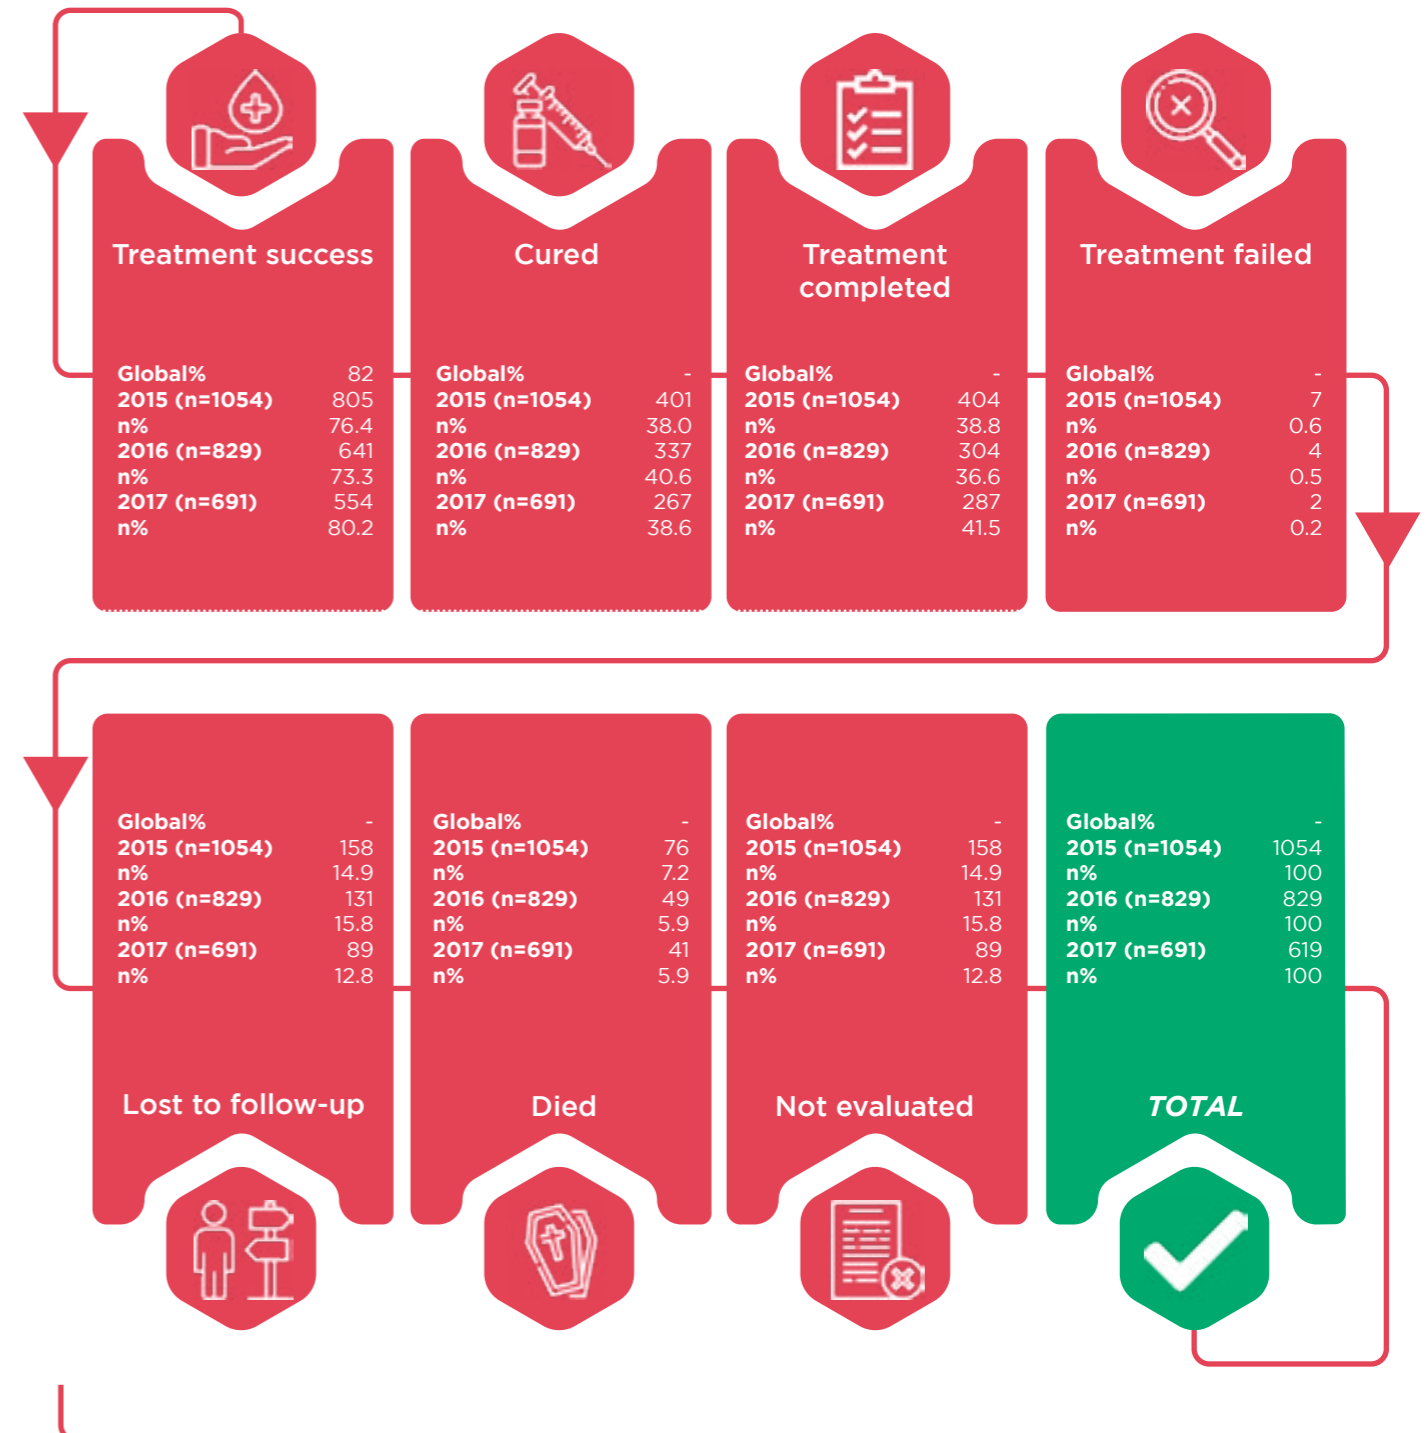 Treatment success
Global% 82
2015 (n=1054) 805
n% 76.4
2016 (n=829) 641
n% 73.3
2017 (n=691) 554
n% 80.2
Cured
Global% -
2015 (n=1054) 401
n% 38.0
2016 (n=829) 337
n% 40.6
2017 (n=691) 267
n% 38.6
Treatment
completed
Global% -
2015 (n=1054) 404
n% 38.8
2016 (n=829) 304
n% 36.6
2017 (n=691) 287
n% 41.5
Treatment failed
Global% -
2015 (n=1054) 7
n% 0.6
2016 (n=829) 4
n% 0.5
2017 (n=691) 2
n% 0.2
Global% -
2015 (n=1054) 158
n% 14.9
2016 (n=829) 131
n% 15.8
2017 (n=691) 89
n% 12.8
Lost to follow-up
Global% -
2015 (n=1054) 76
n% 7.2
2016 (n=829) 49
n% 5.9
2017 (n=691) 41
n% 5.9
Died
Global% -
2015 (n=1054) 158
n% 14.9
2016 (n=829) 131
n% 15.8
2017 (n=691) 89
n% 12.8
Not evaluated
Global% -
2015 (n=1054) 1054
n% 100
2016 (n=829) 829
n% 100
2017 (n=691) 619
n% 100
TOTAL